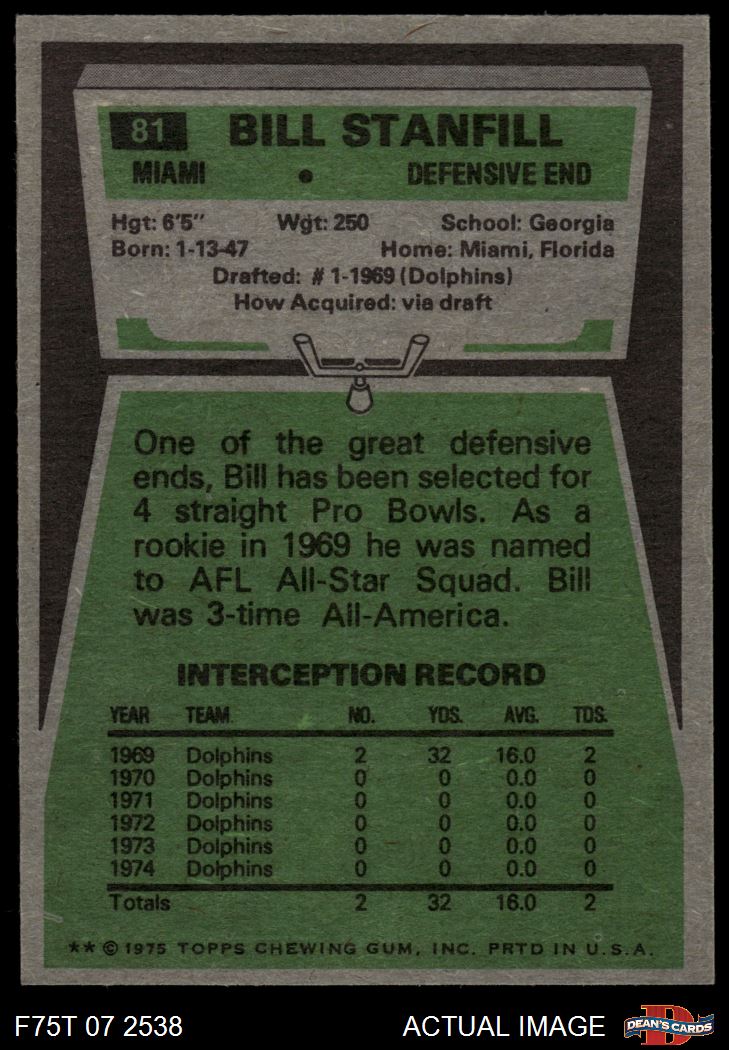 81 BILL STANFILL
MIAMI • DEFENSIVE END
Hgt: 6'5" Wgt: 250 School: Georgia
Born: 1-13-47 Home: Miami, Florida
Drafted: # 1-1969 (Dolphins)
How Acquired: via draft
One of the great defensive
ends, Bill has been selected for
4 straight Pro Bowls. As a
rookie in 1969 he was named
to AFL All-Star Squad. Bill
was 3-time All-America.
INTERCEPTION RECORD
YEAR TEAM NO. YDS. AVG. TDS.
1969 Dolphins 2 32 16.0 2
1970 Dolphins 0 0 0.0 0
1971 Dolphins 0 0 0.0 0
1972 Dolphins 0 0 0.0 0
1973 Dolphins 0 0 0.0 0
1974 Dolphins 0 0 0.0 0
Totals 2 32 16.0 2
** © 1975 TOPPS CHEWING GUM, INC. PRTD IN U.S.A.
F75T 07 2538 ACTUAL IMAGE DEAN'S CARDS